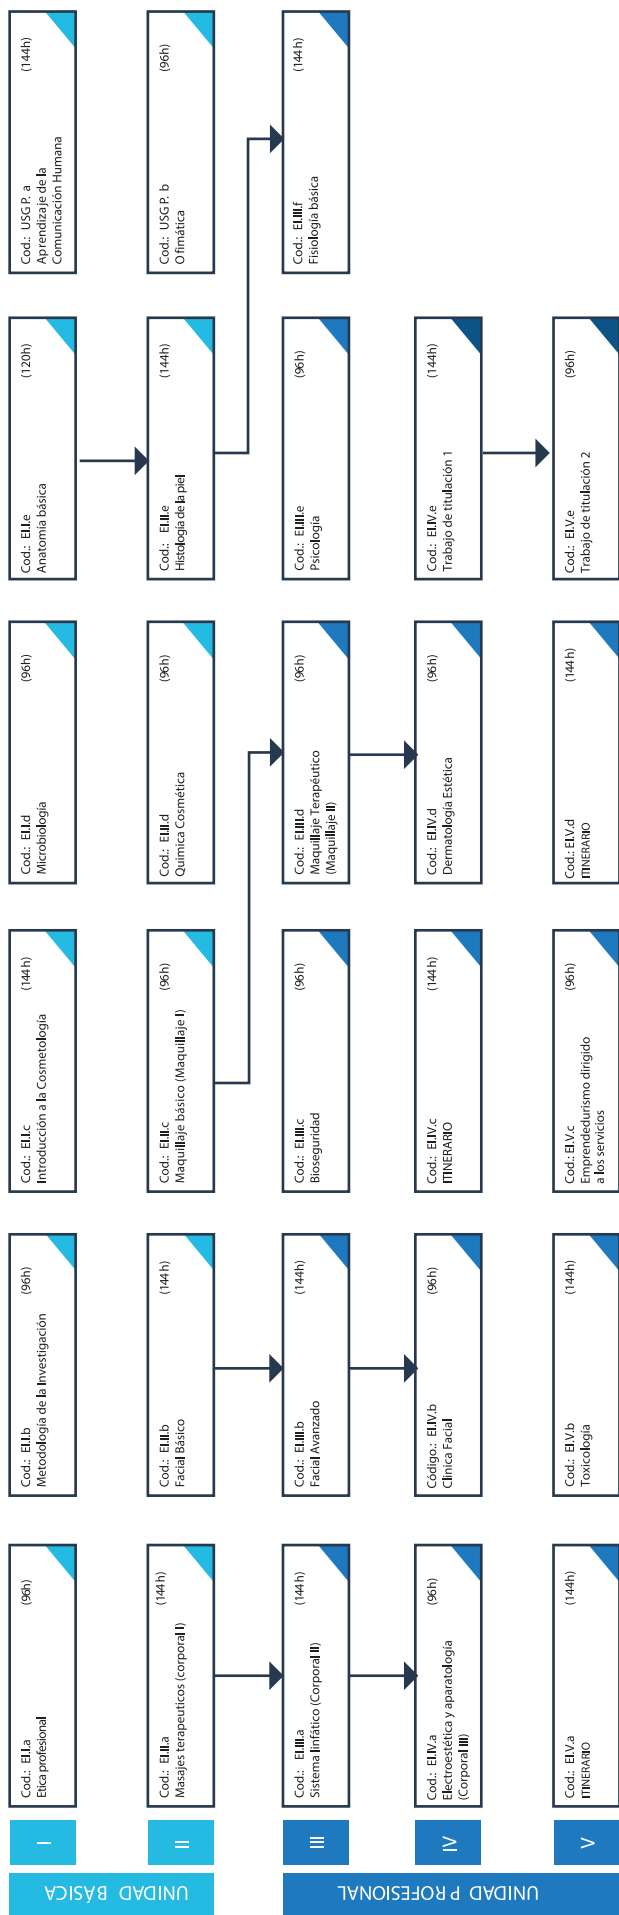 UNIDAD BÁSICA
I
Cod.: EI.I.a (96h)
Etica profesional
Cod.: EI.I.b (96h)
Metodología de la Investigación
Cod.: EI.I.c (144h)
Introducción a la Cosmetología
Cod.: EI.I.d (96h)
Microbiología
Cod.: EI.I.e (120h)
Anatomía básica
Cod.: USG P. a (144h)
Aprendizaje de la
Comunicación Humana
II
Cod.: EI.II.a (144h)
Masajes terapeuticos (corporal I)
Cod.: EI.II.b (144h)
Facial Básico
Cod.: EI.II.c (96h)
Maquillaje básico (Maquillaje I)
Cod.: EI.II.d (96h)
Quimica Cosmética
Cod.: EI.II.e (144h)
Histología de la piel
Cod.: USG P. b (96h)
Ofimática
UNIDAD PROFESIONAL
III
Cod.: EI.III.a (144h)
Sistema linfático (Corporal II)
Cod.: EI.III.b (144h)
Facial Avanzado
Cod.: EI.III.c (96h)
Bioseguridad
Cod.: EI.III.d (96h)
Maquillaje Terapéutico
(Maquillaje II)
Cod.: EI.III.e (96h)
Psicología
Cod.: EI.III.f (144h)
Fisiología básica
IV
Cod.: EI.IV.a (96h)
Electroestética y aparatología
(Corporal III)
Código.: EI.IV.b (96h)
Clinica Facial
Cod.: EI.IV.c (144h)
ITINERARIO
Cod.: EI.IV.d (96h)
Dermatología Estética
Cod.: EI.IV.e (144h)
Trabajo de titulación 1
V
Cod.: EI.V.a (144h)
ITINERARIO
Cod.: EI.V.b (144h)
Toxicología
Cod.: EI.V.c (96h)
Emprendedurismo dirigido
a los servicios
Cod.: EI.V.d (144h)
ITINERARIO
Cod.: EI.V.e (96h)
Trabajo de titulación 2